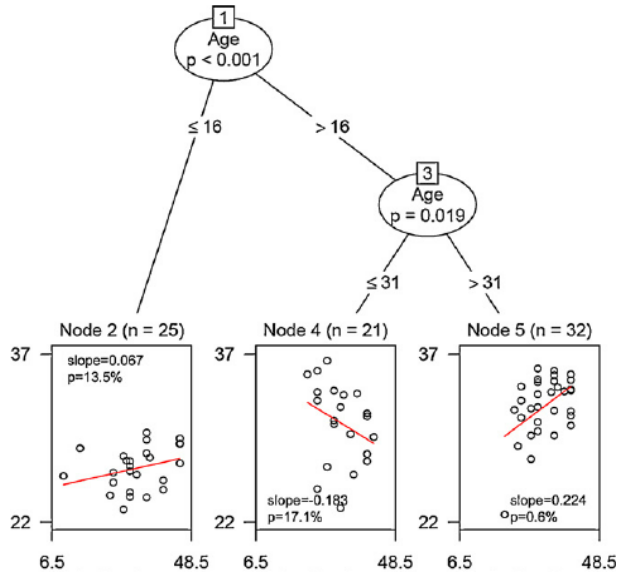 1
Age
p < 0.001
≤ 16
> 16
3
Age
p = 0.019
≤ 31
> 31
Node 2 (n = 25)
Node 4 (n = 21)
Node 5 (n = 32)
37
slope=0.067
p=13.5%
22
6.5
48.5
37
slope=-0.183
p=17.1%
22
6.5
48.5
37
slope=0.224
p=0.6%
22
6.5
48.5